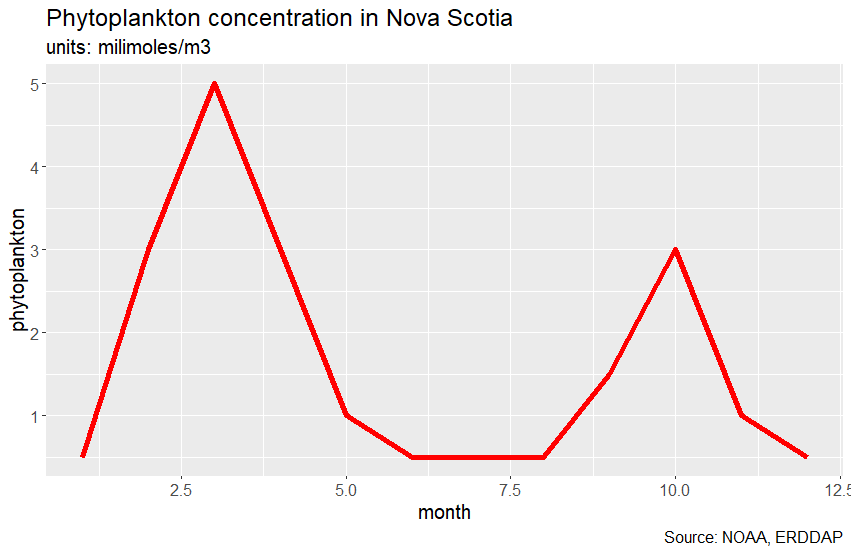 Phytoplankton concentration in Nova Scotia
units: milimoles/m3
phytoplankton
5
4
3
2
1
2.5 5.0 7.5 10.0 12.5
month
Source: NOAA, ERDDAP